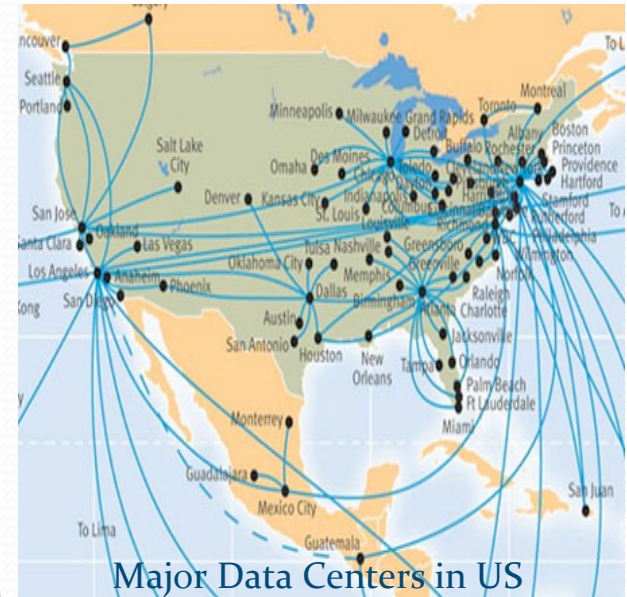 ncouver
Seattle
Portland
Salt Lake
City
Minneapolis
Milwaukee
Grand Rapids
Detroit
Toronto
Montreal
To L
Buffalo
Rochester
Albany
Boston
Princeton
Providence
Hartford
Stamford
Rutherford
Philadelphia
Wilmington
Omaha
Des Moines
Chicago
Toledo
Dayton
Indianapolis
Columbus
Denver
Kansas City
St. Louis
Louisville
Richmond
San Jose
Oakland
Santa Clara
Las Vegas
Los Angeles
Anaheim
Phoenix
San Diego
Kong
Oklahoma City
Tulsa
Nashville
Memphis
Birmingham
Greensboro
Greenville
Norfolk
Raleigh
Charlotte
Atlanta
Dallas
Austin
San Antonio
Houston
New
Orleans
Jacksonville
Orlando
Tampa
Palm Beach
Ft Lauderdale
Miami
Monterrey
Guadalajara
Mexico City
San Juan
To Lima
Guatemala
Major Data Centers in US